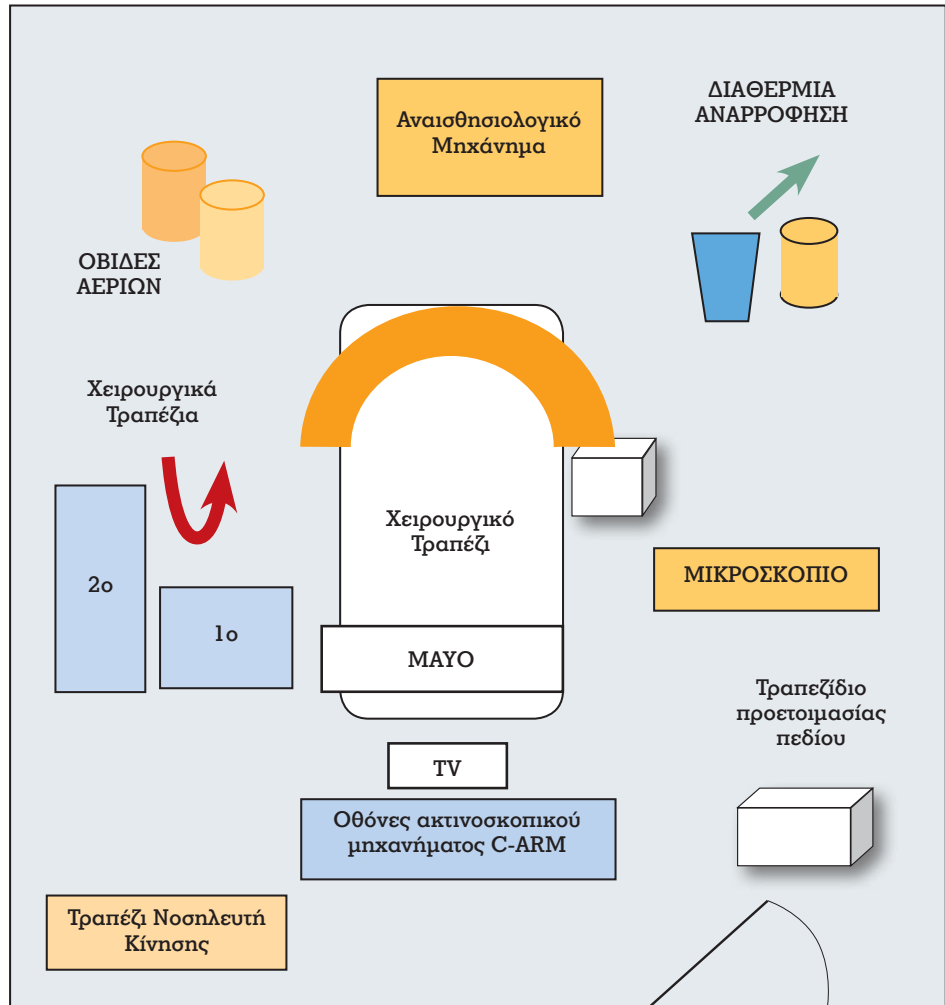 Αναισθησιολογικό
Μηχάνημα
ΔΙΑΘΕΡΜΙΑ
ΑΝΑΡΡΟΦΗΣΗ
ΟΒΙΔΕΣ
ΑΕΡΙΩΝ
Χειρουργικά
Τραπέζια
Χειρουργικό
Τραπέζι
2ο
1ο
ΜΙΚΡΟΣΚΟΠΙΟ
ΜΑΥΟ
Τραπεζίδιο
προετοιμασίας
πεδίου
TV
Οθόνες ακτινοσκοπικού
μηχανήματος C-ARM
Τραπέζι Νοσηλευτή
Κίνησης